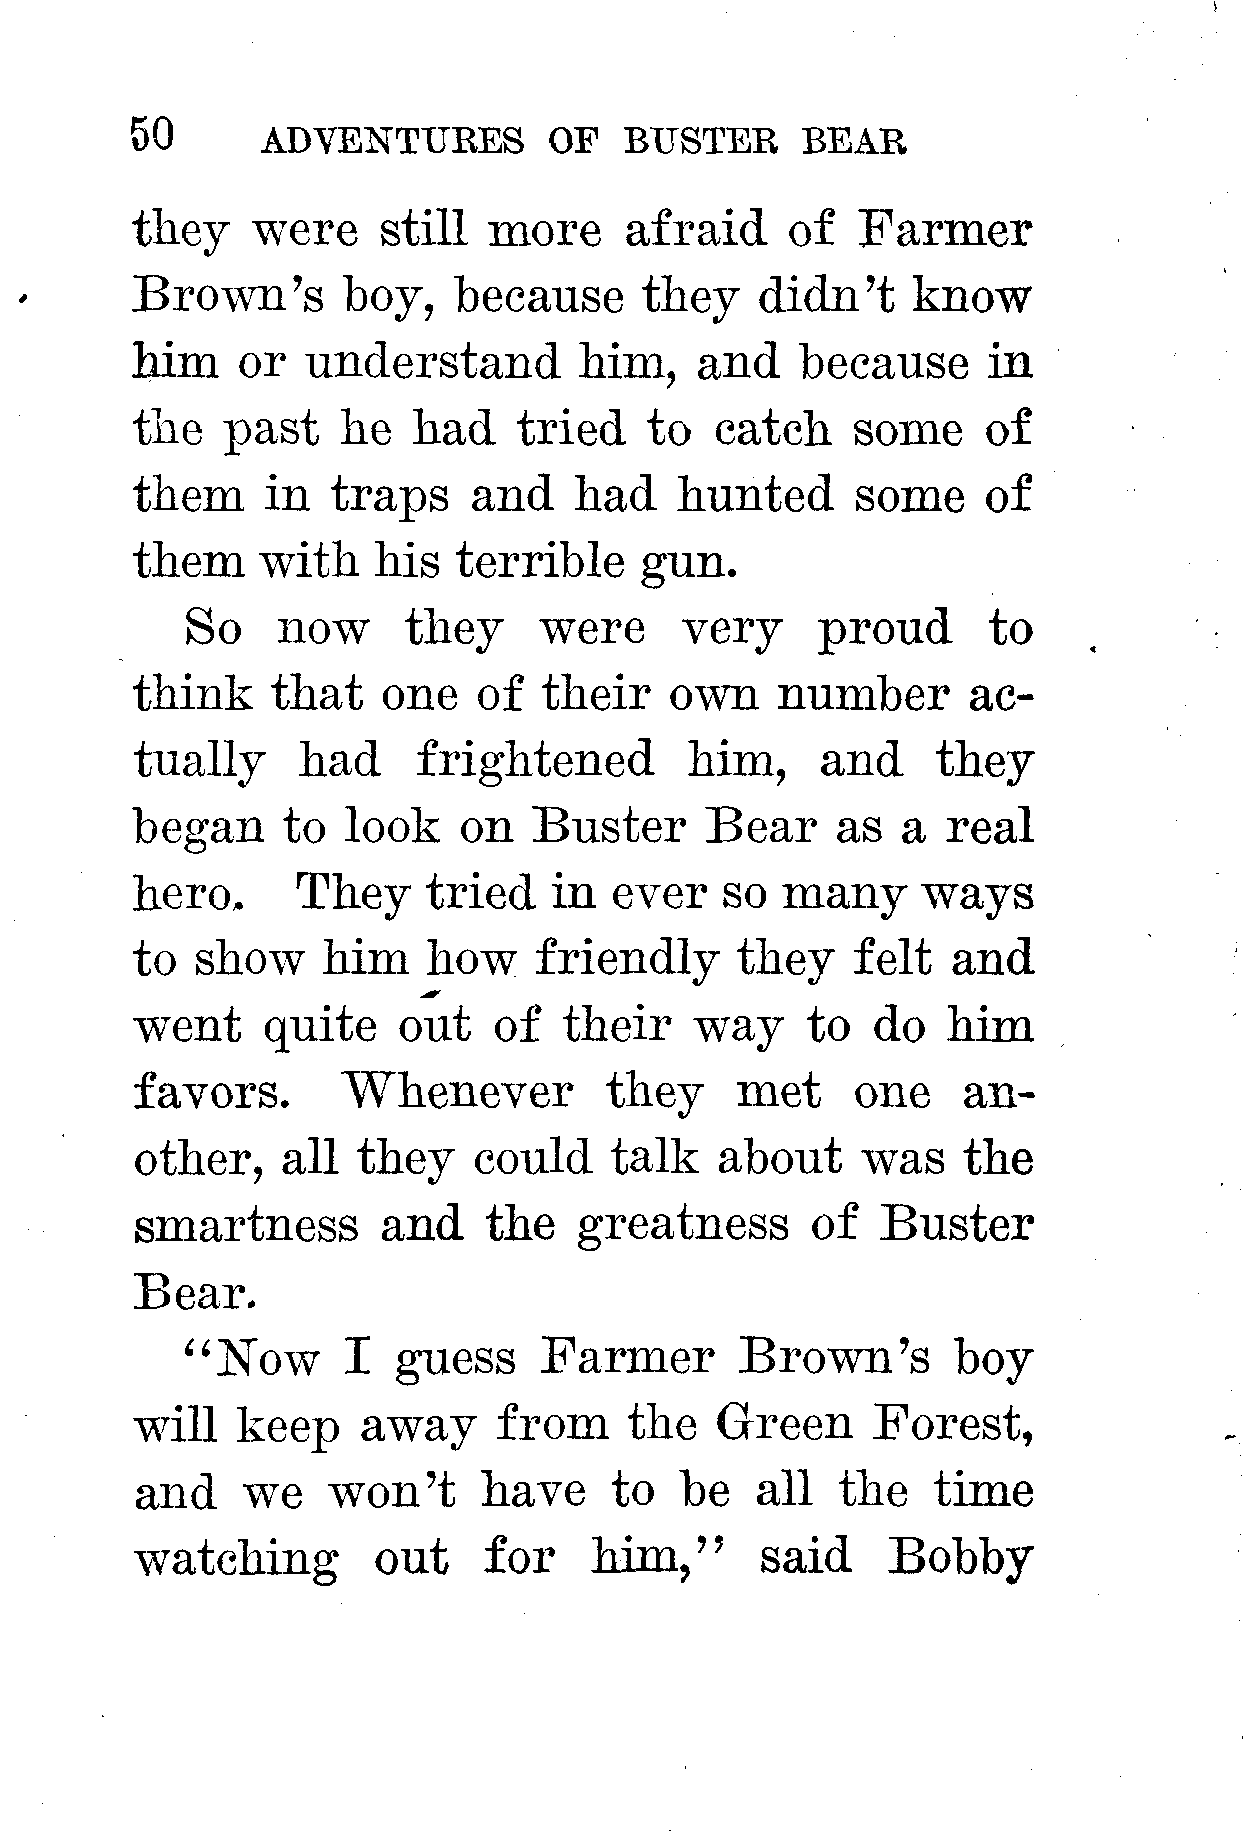 50 ADVENTURES OF BUSTER BEAR
they were still more afraid of Farmer
Brown's boy, because they didn't know
him or understand him, and because in
the past he had tried to catch some of
them in traps and had hunted some of
them with his terrible gun.
So now they were very proud to
think that one of their own number ac-
tually had frightened him, and they
began to look on Buster Bear as a real
hero. They tried in ever so many ways
to show him how friendly they felt and
went quite out of their way to do him
favors. Whenever they met one an-
other, all they could talk about was the
smartness and the greatness of Buster
Bear.
"Now I guess Farmer Brown's boy
will keep away from the Green Forest,
and we won't have to be all the time
watching out for him," said Bobby